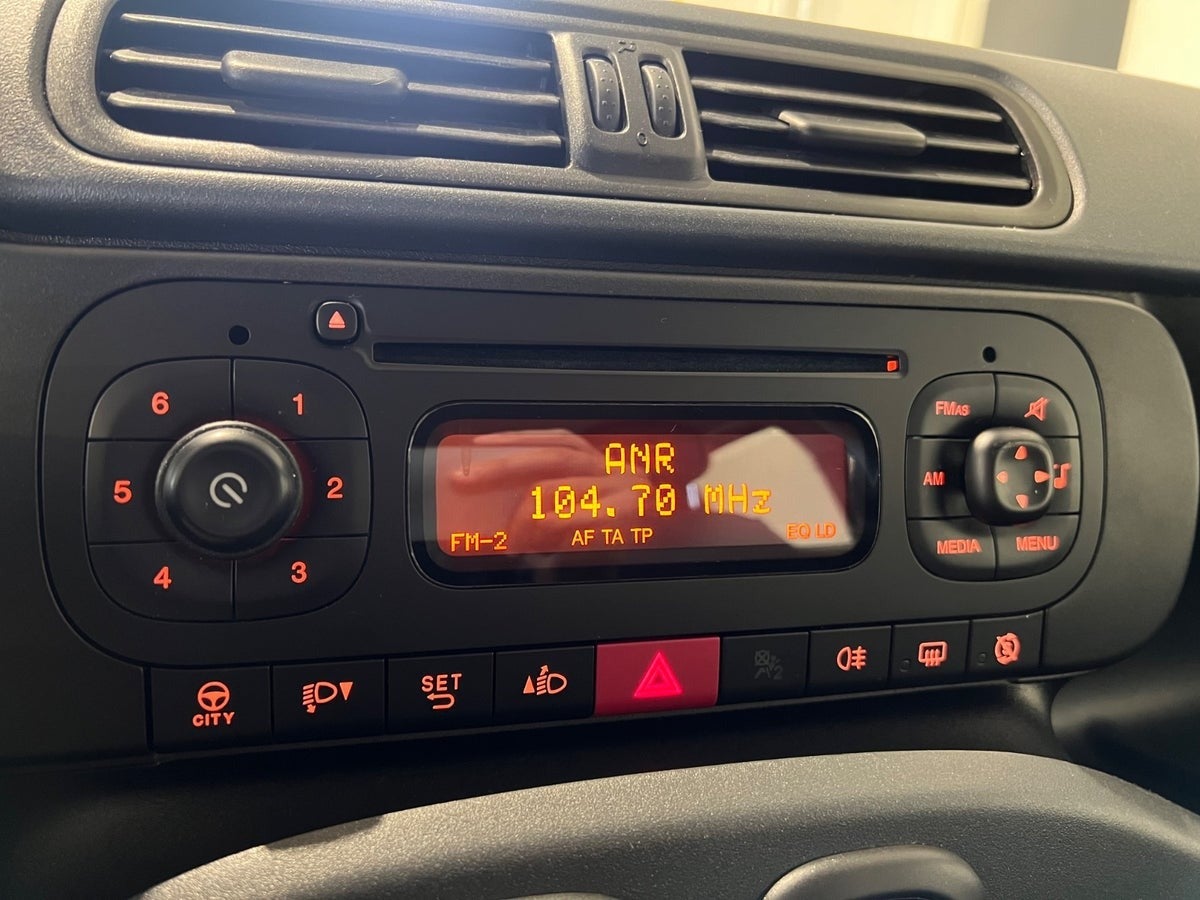 6
1
5
2
4
3
ANR
104.70 MHz
FM-2 AF TA TP EQ LD
FMAS
AM
MEDIA MENU
CITY
SET
2